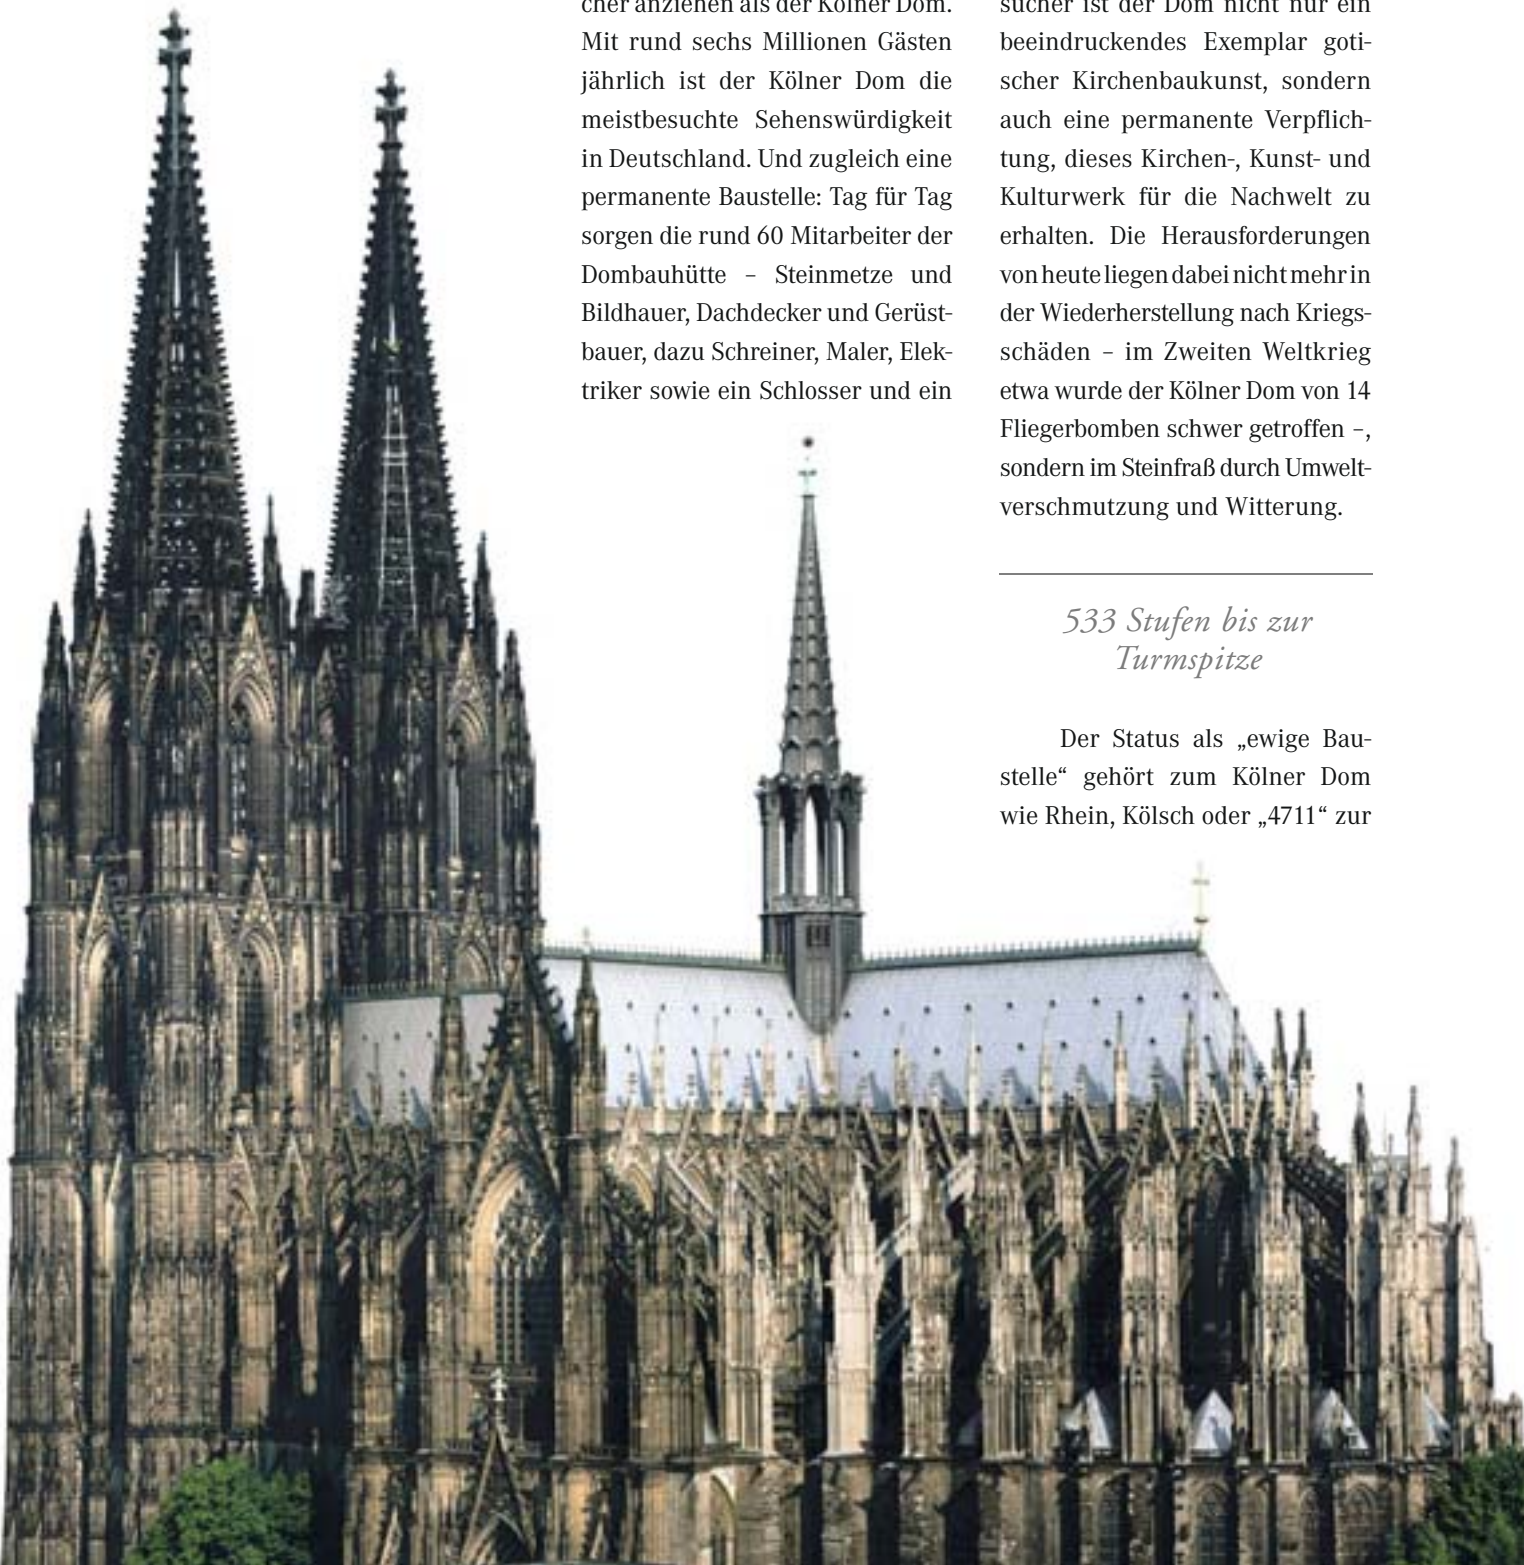 cher anziehen als der Kölner Dom.
Mit rund sechs Millionen Gästen
jährlich ist der Kölner Dom die
meistbesuchte Sehenswürdigkeit
in Deutschland. Und zugleich eine
permanente Baustelle: Tag für Tag
sorgen die rund 60 Mitarbeiter der
Dombauhütte – Steinmetze und
Bildhauer, Dachdecker und Gerüst-
bauer, dazu Schreiner, Maler, Elek-
triker sowie ein Schlosser und ein
sucher ist der Dom nicht nur ein
beeindruckendes Exemplar goti-
scher Kirchenbaukunst, sondern
auch eine permanente Verpflich-
tung, dieses Kirchen-, Kunst- und
Kulturwerk für die Nachwelt zu
erhalten. Die Herausforderungen
von heute liegen dabei nicht mehr in
der Wiederherstellung nach Kriegs-
schäden – im Zweiten Weltkrieg
etwa wurde der Kölner Dom von 14
Fliegerbomben schwer getroffen –,
sondern im Steinfraß durch Umwelt-
verschmutzung und Witterung.
533 Stufen bis zur
Turmspitze
Der Status als „ewige Bau-
stelle“ gehört zum Kölner Dom
wie Rhein, Kölsch oder „4711“ zur